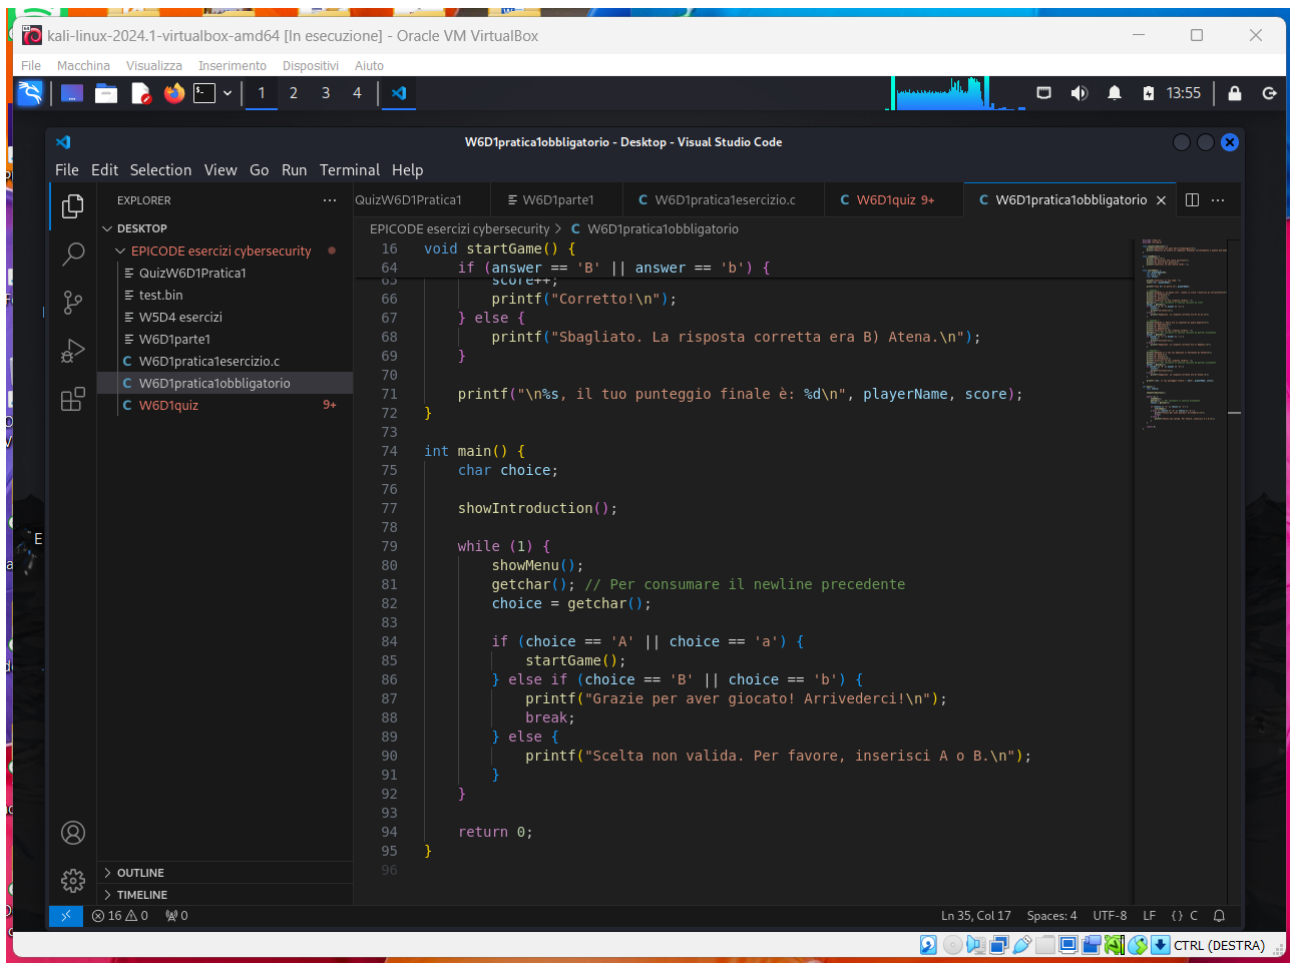 kali-linux-2024.1-virtualbox-amd64 [In esecuzione] - Oracle VM VirtualBox
File Macchina Visualizza Inserimento Dispositivi Aiuto
1 2 3 4 13:55
W6D1pratica1obbligatorio - Desktop - Visual Studio Code
File Edit Selection View Go Run Terminal Help
EXPLORER
DESKTOP
EPICODE esercizi cybersecurity
QuizW6D1Pratica1
test.bin
W5D4 esercizi
W6D1parte1
C W6D1pratica1esercizio.c
C W6D1pratica1obbligatorio
C W6D1quiz 9+
OUTLINE
TIMELINE
QuizW6D1Pratica1 W6D1parte1 C W6D1pratica1esercizio.c C W6D1quiz 9+ C W6D1pratica1obbligatorio
EPICODE esercizi cybersecurity > C W6D1pratica1obbligatorio
16 void startGame() {
64 if (answer == 'B' || answer == 'b') {
65 score++;
66 printf("Corretto!\n");
67 } else {
68 printf("Sbagliato. La risposta corretta era B) Atena.\n");
69 }
70
71 printf("\n%s, il tuo punteggio finale è: %d\n", playerName, score);
72 }
73
74 int main() {
75 char choice;
76
77 showIntroduction();
78
79 while (1) {
80 showMenu();
81 getchar(); // Per consumare il newline precedente
82 choice = getchar();
83
84 if (choice == 'A' || choice == 'a') {
85 startGame();
86 } else if (choice == 'B' || choice == 'b') {
87 printf("Grazie per aver giocato! Arrivederci!\n");
88 break;
89 } else {
90 printf("Scelta non valida. Per favore, inserisci A o B.\n");
91 }
92 }
93
94 return 0;
95 }
96
16 0 0 Ln 35, Col 17 Spaces: 4 UTF-8 LF {} C
CTRL (DESTRA)